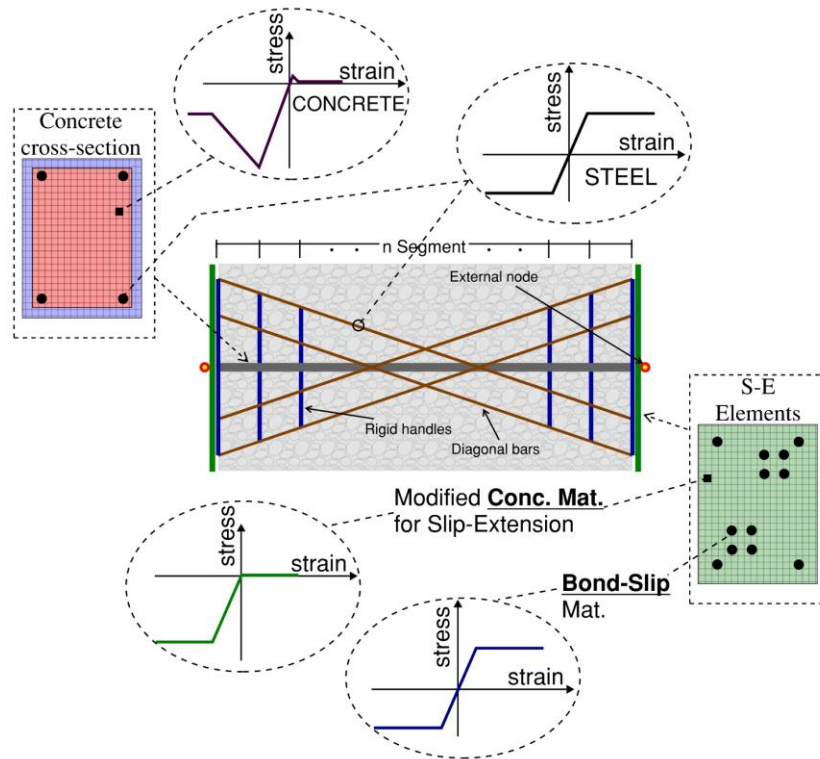 stress
strain
CONCRETE
stress
strain
STEEL
Concrete
cross-section
n Segment
External node
Rigid handles
Diagonal bars
S-E
Elements
Modified Conc. Mat.
for Slip-Extension
stress
strain
Bond-Slip
Mat.
stress
strain